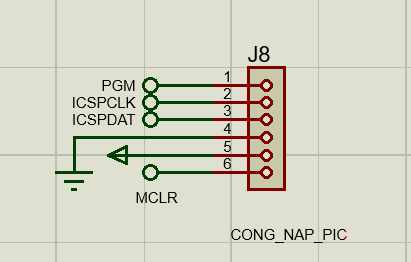 J8
PGM 1
ICSPCLK 2
ICSPDAT 3
4
5
6
MCLR
CONG_NAP_PIC